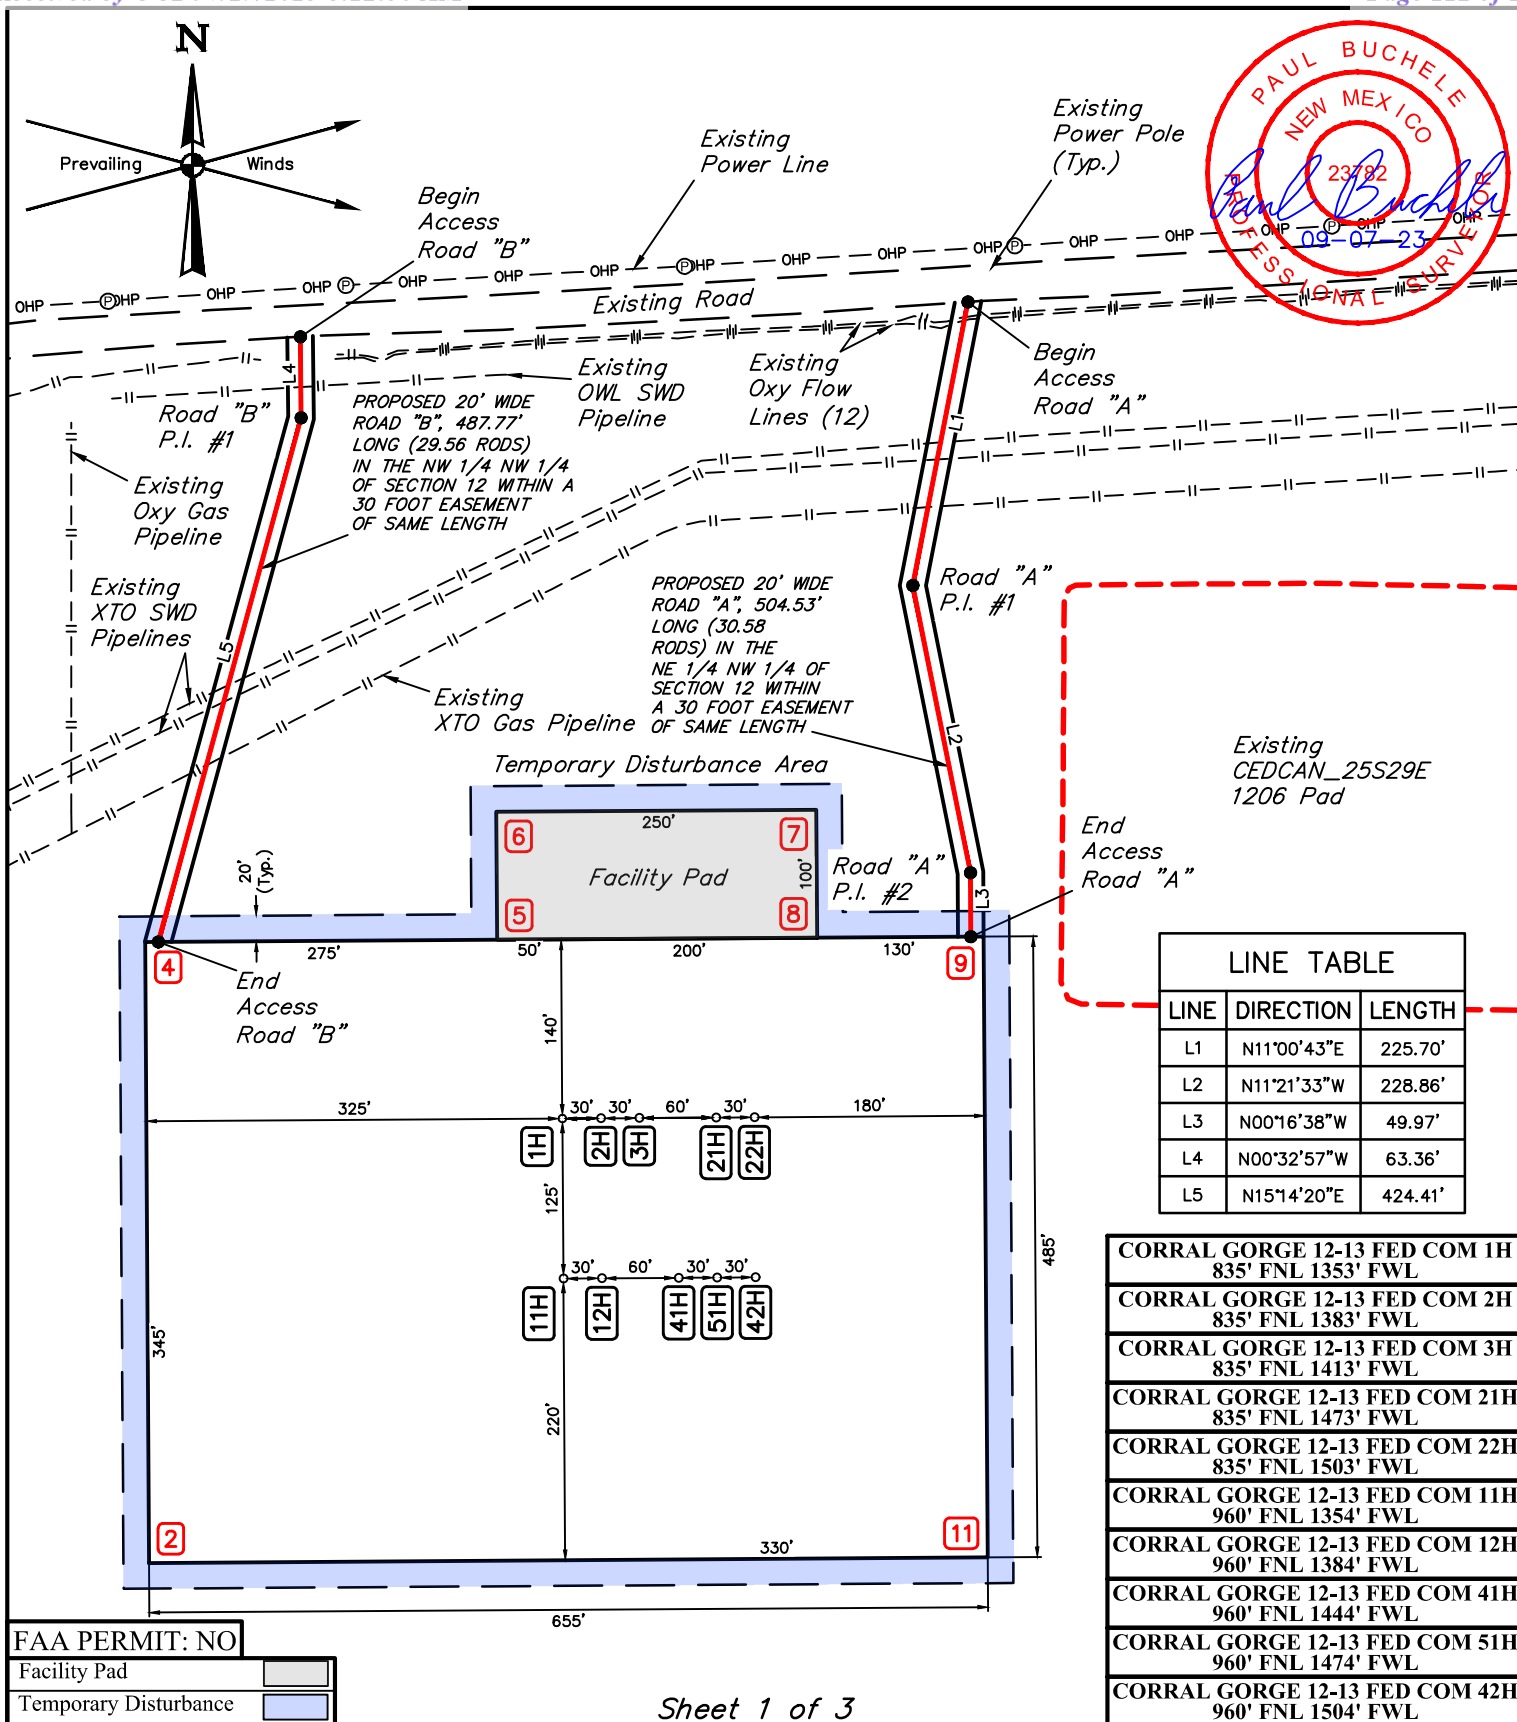 N
Prevailing
Winds
PAUL BUCHELE
NEW MEXICO
23782
PROFESSIONAL SURVEYOR
09-07-23
Existing
Power Line
Existing
Power Pole
(Typ.)
Begin
Access
Road "B"
OHP OHP OHP OHP OHP OHP OHP OHP OHP OHP OHP OHP OHP
P P P P P
Existing Road
L4
Road "B"
P.I. #1
Existing
OWL SWD
Pipeline
Existing
Oxy Flow
Lines (12)
Begin
Access
Road "A"
L1
PROPOSED 20' WIDE
ROAD "B", 487.77'
LONG (29.56 RODS)
IN THE NW 1/4 NW 1/4
OF SECTION 12 WITHIN A
30 FOOT EASEMENT
OF SAME LENGTH
Existing
Oxy Gas
Pipeline
Existing
XTO SWD
Pipelines
L5
PROPOSED 20' WIDE
ROAD "A", 504.53'
LONG (30.58
RODS) IN THE
NE 1/4 NW 1/4 OF
SECTION 12 WITHIN
A 30 FOOT EASEMENT
OF SAME LENGTH
Road "A"
P.I. #1
L2
Existing
XTO Gas Pipeline
Temporary Disturbance Area
Existing
CEDCAN_25S29E
1206 Pad
6
250'
7
Facility Pad
100'
5
8
Road "A"
P.I. #2
L3
End
Access
Road "A"
20'
(Typ.)
275'
50'
200'
130'
4
9
End
Access
Road "B"
140'
325'
30'
30'
60'
30'
180'
1H
2H
3H
21H
22H
125'
30'
60'
30'
30'
11H
12H
41H
51H
42H
345'
485'
220'
2
330'
11
655'
LINE TABLE
LINE DIRECTION LENGTH
L1 N11°00'43"E 225.70'
L2 N11°21'33"W 228.86'
L3 N00°16'38"W 49.97'
L4 N00°32'57"W 63.36'
L5 N15°14'20"E 424.41'
CORRAL GORGE 12-13 FED COM 1H
835' FNL 1353' FWL
CORRAL GORGE 12-13 FED COM 2H
835' FNL 1383' FWL
CORRAL GORGE 12-13 FED COM 3H
835' FNL 1413' FWL
CORRAL GORGE 12-13 FED COM 21H
835' FNL 1473' FWL
CORRAL GORGE 12-13 FED COM 22H
835' FNL 1503' FWL
CORRAL GORGE 12-13 FED COM 11H
960' FNL 1354' FWL
CORRAL GORGE 12-13 FED COM 12H
960' FNL 1384' FWL
CORRAL GORGE 12-13 FED COM 41H
960' FNL 1444' FWL
CORRAL GORGE 12-13 FED COM 51H
960' FNL 1474' FWL
CORRAL GORGE 12-13 FED COM 42H
960' FNL 1504' FWL
FAA PERMIT: NO
Facility Pad
Temporary Disturbance
Sheet 1 of 3